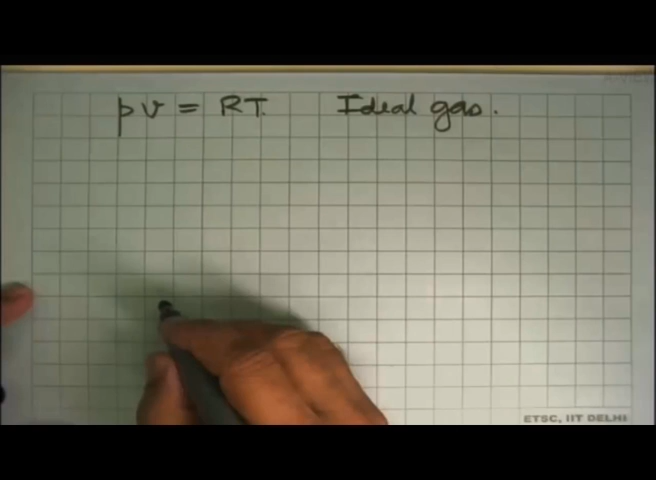 pv = RT. Ideal gas.
ETSC, IIT DELHI